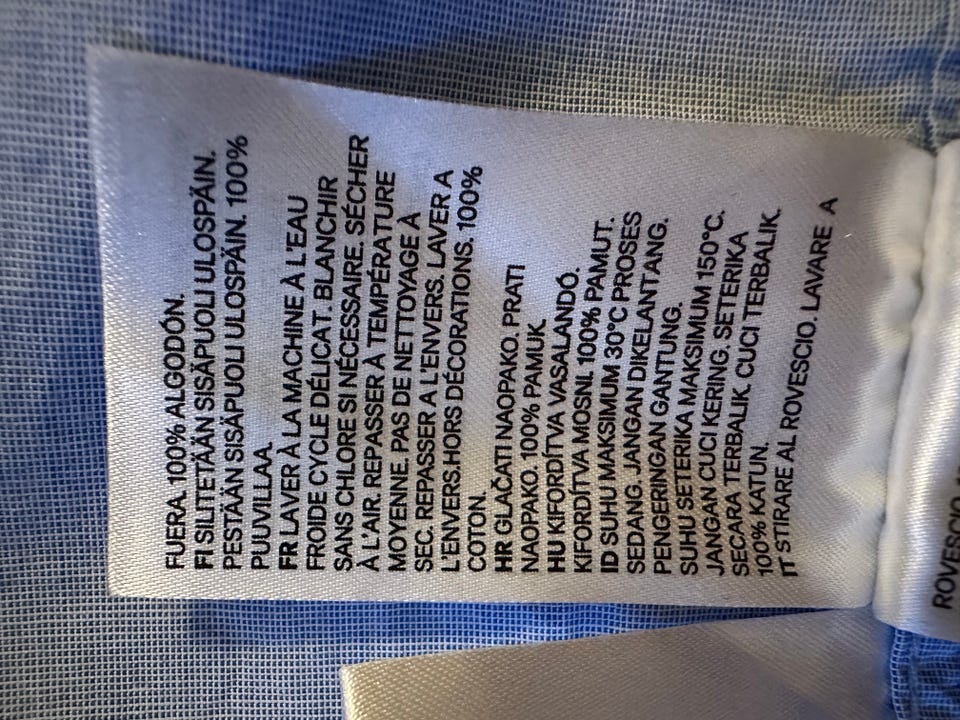 FUERA. 100% ALGODÓN.
FI SILITETÄÄN SISÄPUOLI ULOSPÄIN.
PESTÄÄN SISÄPUOLI ULOSPÄIN. 100%
PUUVILLAA.
FR LAVER À LA MACHINE À L'EAU
FROIDE CYCLE DÉLICAT. BLANCHIR
SANS CHLORE SI NÉCESSAIRE. SÉCHER
À L'AIR. REPASSER À TEMPÉRATURE
MOYENNE. PAS DE NETTOYAGE À
SEC. REPASSER A L'ENVERS. LAVER A
L'ENVERS.HORS DÉCORATIONS. 100%
COTON.
HR GLAČATI NAOPAKO. PRATI
NAOPAKO. 100% PAMUK.
HU KIFORDÍTVA VASALANDÓ.
KIFORDÍTVA MOSNI. 100% PAMUT.
ID SUHU MAKSIMUM 30°C PROSES
SEDANG. JANGAN DIKELANTANG.
PENGERINGAN GANTUNG.
SUHU SETERIKA MAKSIMUM 150°C.
JANGAN CUCI KERING. SETERIKA
SECARA TERBALIK. CUCI TERBALIK.
100% KATUN.
IT STIRARE AL ROVESCIO. LAVARE A
ROVESCIO